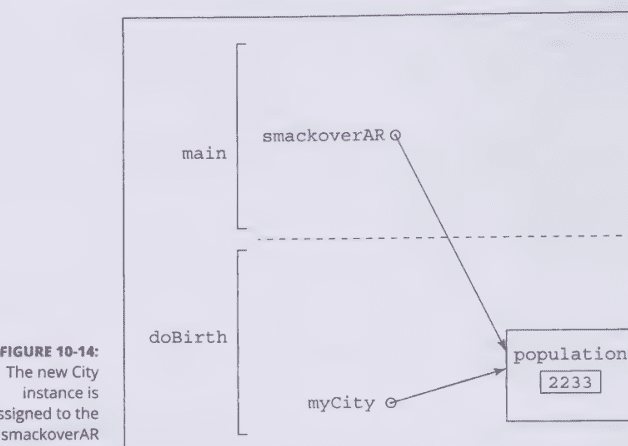 smackoverAR
main
doBirth
population
2233
myCity
FIGURE 10-14:
The new City
instance is
ssigned to the
smackoverAR